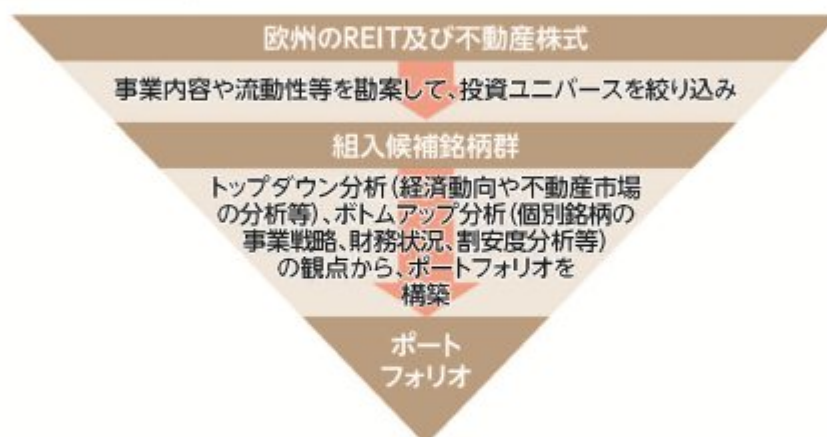 欧州のREIT及び不動産株式
事業内容や流動性等を勘案して、投資ユニバースを絞り込み
組入候補銘柄群
トップダウン分析(経済動向や不動産市場
の分析等)、ボトムアップ分析(個別銘柄の
事業戦略、財務状況、割安度分析等)
の観点から、ポートフォリオを
構築
ポート
フォリオ